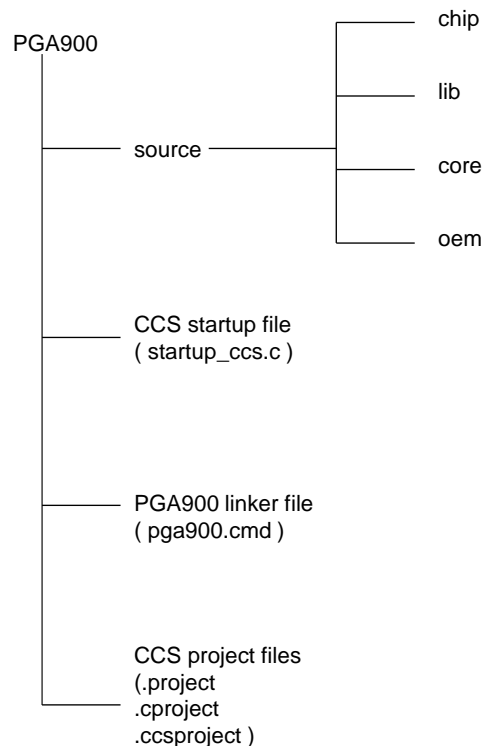 PGA900
source
chip
lib
core
oem
CCS startup file
( startup_ccs.c )
PGA900 linker file
( pga900.cmd )
CCS project files
(.project
.cproject
.ccsproject )